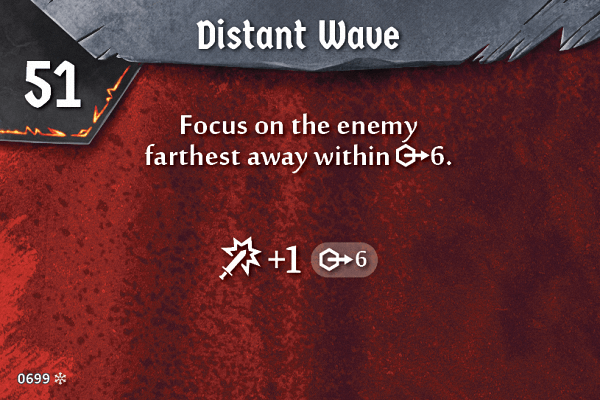 Distant Wave
51
Focus on the enemy
farthest away within 6.
+1 6
0699